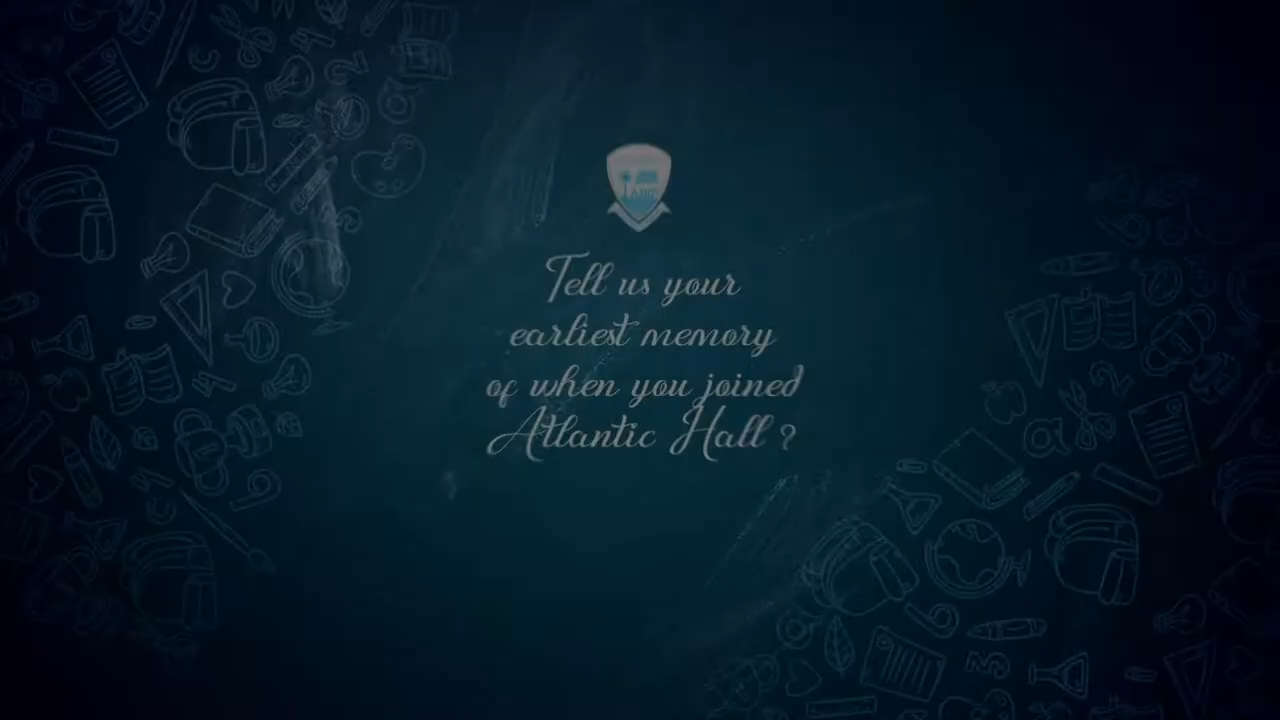 Tell us your
earliest memory
of when you joined
Atlantic Hall ?